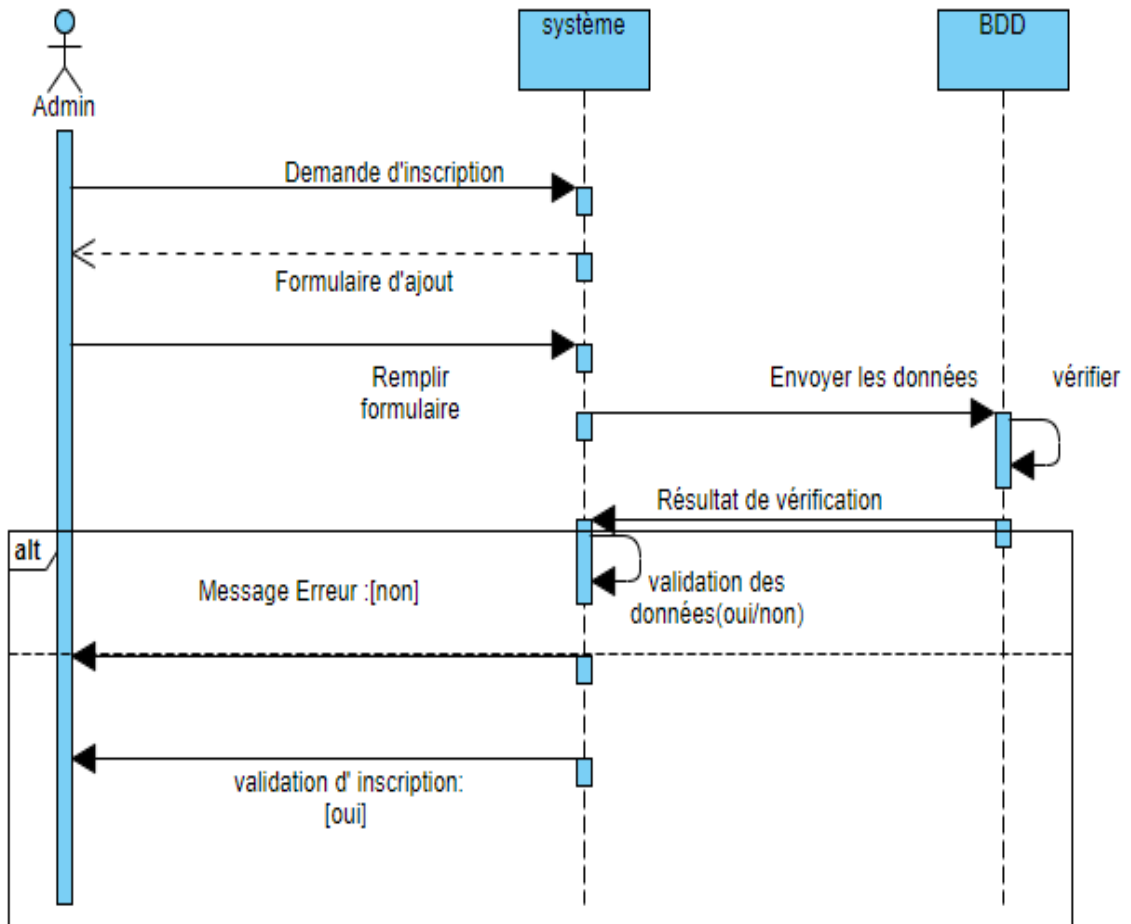 système
BDD
Admin
Demande d'inscription
Formulaire d'ajout
Remplir
formulaire
Envoyer les données
vérifier
Résultat de vérification
alt
Message Erreur :[non]
validation des
données(oui/non)
validation d' inscription:
[oui]